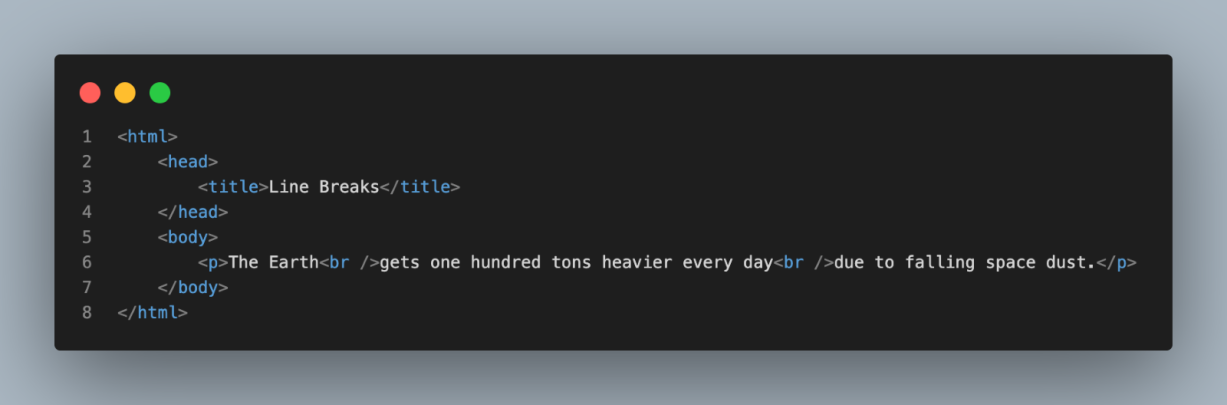 1 <html>
2     <head>
3         <title>Line Breaks</title>
4     </head>
5     <body>
6         <p>The Earth<br />gets one hundred tons heavier every day<br />due to falling space dust.</p>
7     </body>
8 </html>